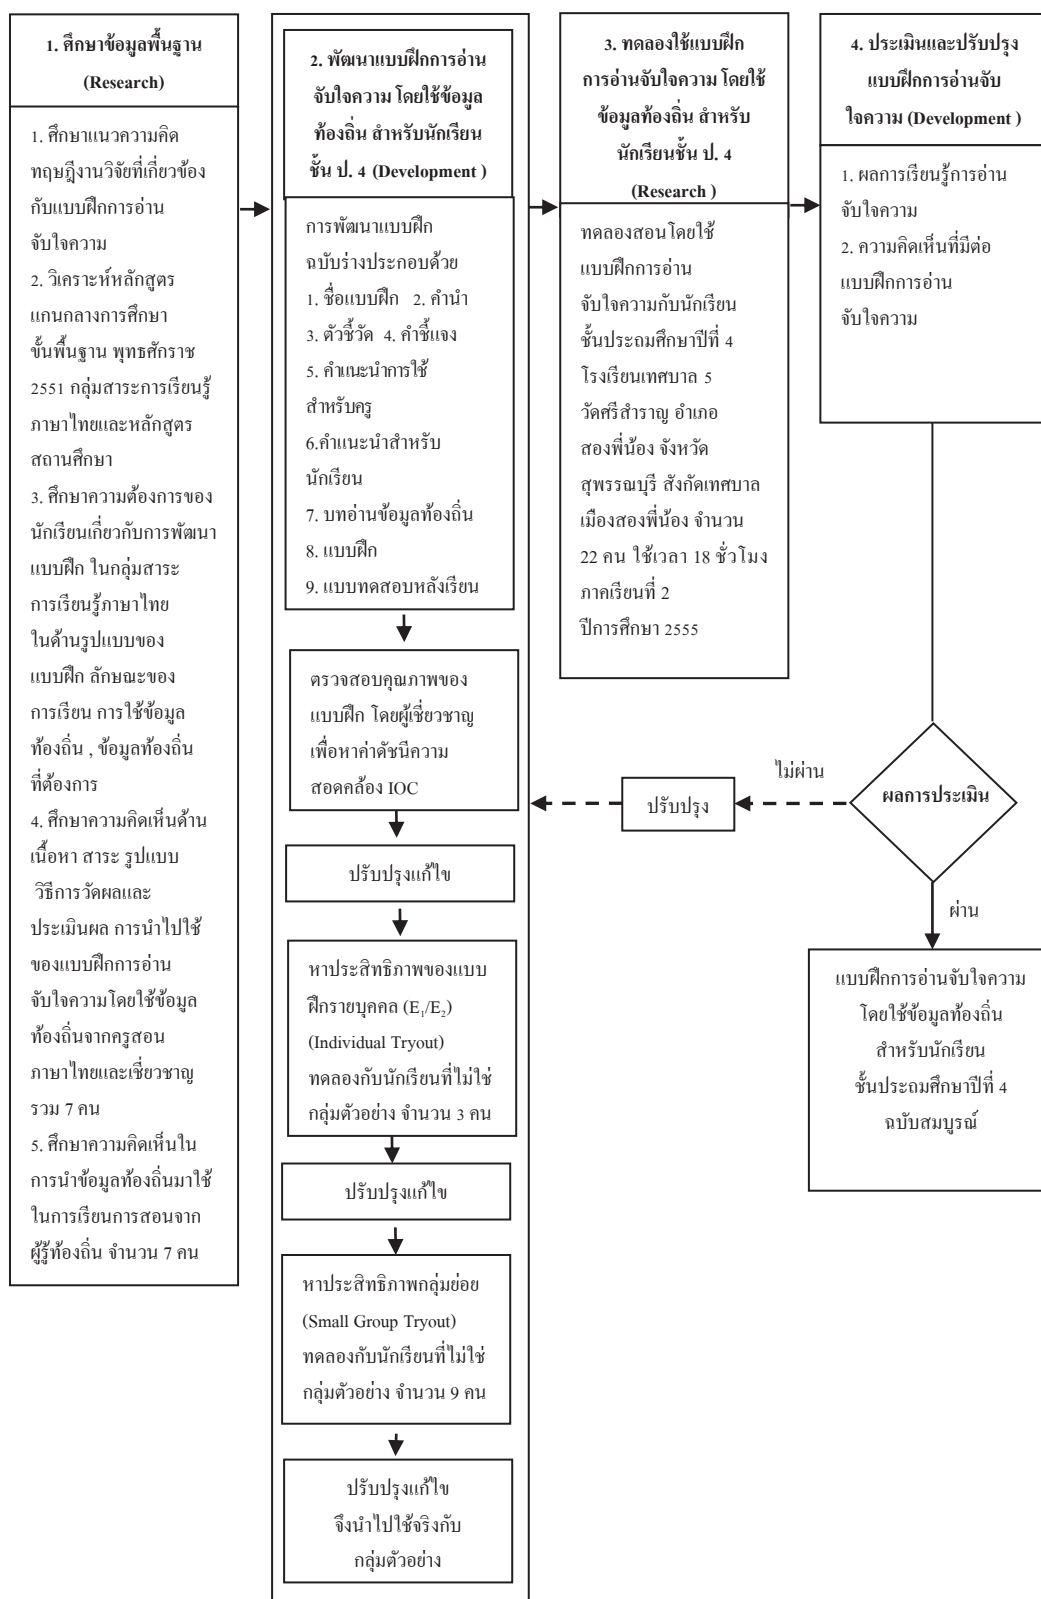 1. ศึกษาข้อมูลพื้นฐาน
(Research)
1. ศึกษาแนวความคิด
ทฤษฎีงานวิจัยที่เกี่ยวข้อง
กับแบบฝึกการอ่าน
จับใจความ
2. วิเคราะห์หลักสูตร
แกนกลางการศึกษา
ขั้นพื้นฐาน พุทธศักราช
2551 กลุ่มสาระการเรียนรู้
ภาษาไทยและหลักสูตร
สถานศึกษา
3. ศึกษาความต้องการของ
นักเรียนเกี่ยวกับการพัฒนา
แบบฝึก ในกลุ่มสาระ
การเรียนรู้ภาษาไทย
ในด้านรูปแบบของ
แบบฝึก ลักษณะของ
การเรียน การใช้ข้อมูล
ท้องถิ่น , ข้อมูลท้องถิ่น
ที่ต้องการ
4. ศึกษาความคิดเห็นด้าน
เนื้อหา สาระ รูปแบบ
วิธีการวัดผลและ
ประเมินผล การนำไปใช้
ของแบบฝึกการอ่าน
จับใจความโดยใช้ข้อมูล
ท้องถิ่นจากครูสอน
ภาษาไทยและเชี่ยวชาญ
รวม 7 คน
5. ศึกษาความคิดเห็นใน
การนำข้อมูลท้องถิ่นมาใช้
ในการเรียนการสอนจาก
ผู้รู้ท้องถิ่น จำนวน 7 คน
2. พัฒนาแบบฝึกการอ่าน
จับใจความ โดยใช้ข้อมูล
ท้องถิ่น สำหรับนักเรียน
ชั้น ป. 4 (Development )
การพัฒนาแบบฝึก
ฉบับร่างประกอบด้วย
1. ชื่อแบบฝึก 2. คำนำ
3. ตัวชี้วัด 4. คำชี้แจง
5. คำแนะนำการใช้
สำหรับครู
6.คำแนะนำสำหรับ
นักเรียน
7. บทอ่านข้อมูลท้องถิ่น
8. แบบฝึก
9. แบบทดสอบหลังเรียน
ตรวจสอบคุณภาพของ
แบบฝึก โดยผู้เชี่ยวชาญ
เพื่อหาค่าดัชนีความ
สอดคล้อง IOC
ปรับปรุงแก้ไข
หาประสิทธิภาพของแบบ
ฝึกรายบุคคล (E₁/E₂)
(Individual Tryout)
ทดลองกับนักเรียนที่ไม่ใช่
กลุ่มตัวอย่าง จำนวน 3 คน
ปรับปรุงแก้ไข
หาประสิทธิภาพกลุ่มย่อย
(Small Group Tryout)
ทดลองกับนักเรียนที่ไม่ใช่
กลุ่มตัวอย่าง จำนวน 9 คน
ปรับปรุงแก้ไข
จึงนำไปใช้จริงกับ
กลุ่มตัวอย่าง
3. ทดลองใช้แบบฝึก
การอ่านจับใจความ โดยใช้
ข้อมูลท้องถิ่น สำหรับ
นักเรียนชั้น ป. 4
(Research )
ทดลองสอนโดยใช้
แบบฝึกการอ่าน
จับใจความกับนักเรียน
ชั้นประถมศึกษาปีที่ 4
โรงเรียนเทศบาล 5
วัดศรีสำราญ อำเภอ
สองพี่น้อง จังหวัด
สุพรรณบุรี สังกัดเทศบาล
เมืองสองพี่น้อง จำนวน
22 คน ใช้เวลา 18 ชั่วโมง
ภาคเรียนที่ 2
ปีการศึกษา 2555
4. ประเมินและปรับปรุง
แบบฝึกการอ่านจับ
ใจความ (Development )
1. ผลการเรียนรู้การอ่าน
จับใจความ
2. ความคิดเห็นที่มีต่อ
แบบฝึกการอ่าน
จับใจความ
ผลการประเมิน
ไม่ผ่าน
ปรับปรุง
ผ่าน
แบบฝึกการอ่านจับใจความ
โดยใช้ข้อมูลท้องถิ่น
สำหรับนักเรียน
ชั้นประถมศึกษาปีที่ 4
ฉบับสมบูรณ์